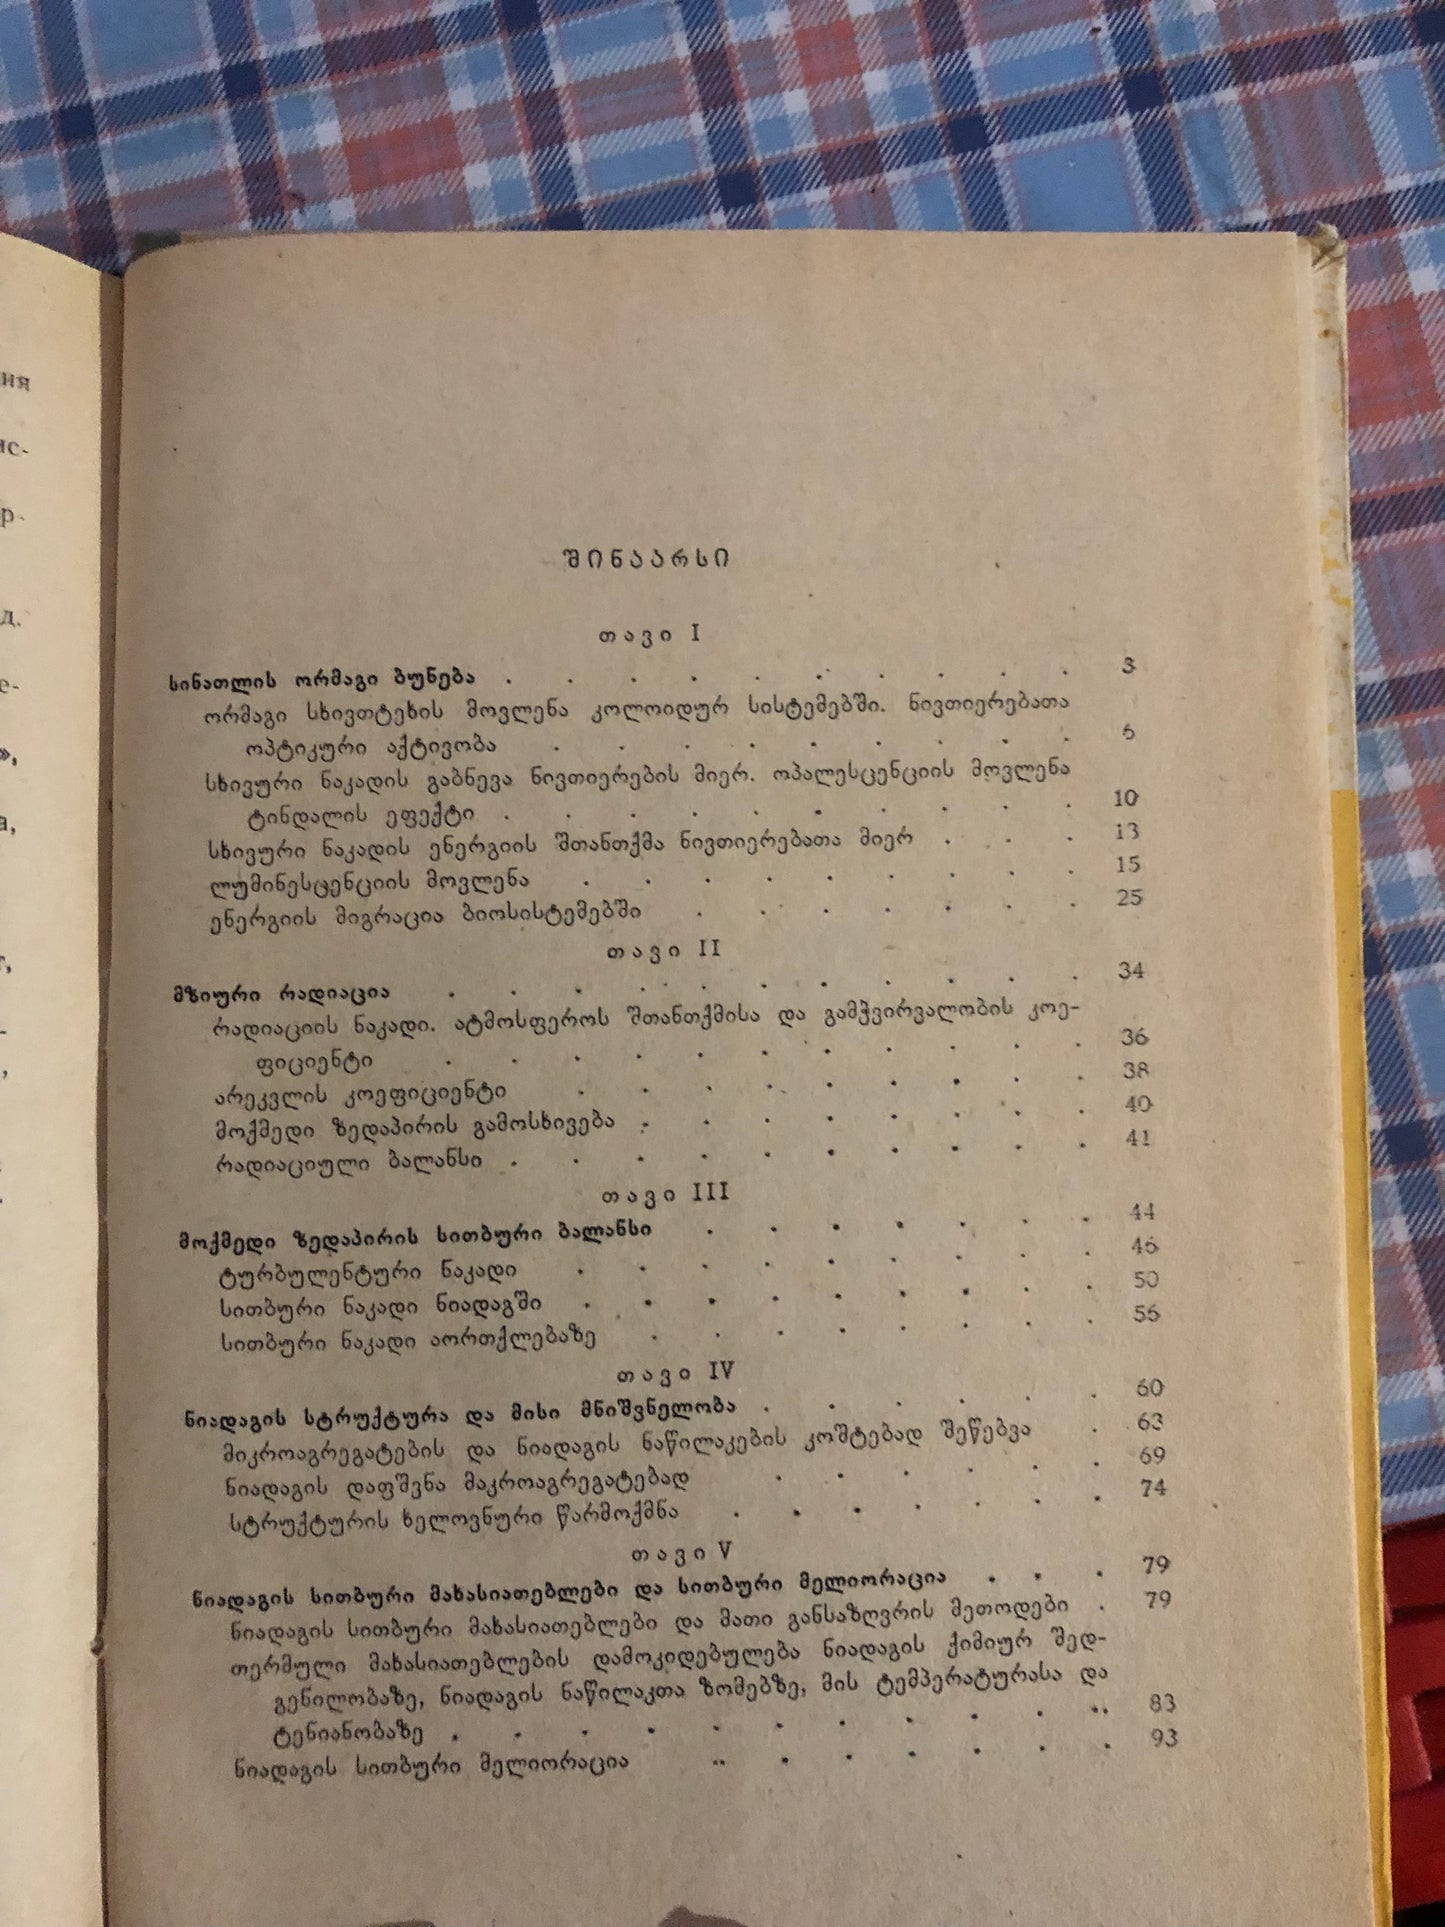 ния
ис-
р-
д.
е-
»,
а,
т,
-
,
შინაარსი
თავი I
სინათლის ორმაგი ბუნება . . . . . . . . . . 3
ორმაგი სხივთტეხის მოვლენა კოლოიდურ სისტემებში. ნივთიერებათა
ოპტიკური აქტივობა . . . . . . . . . 6
სხივური ნაკადის გაბნევა ნივთიერების მიერ. ოპალესცენციის მოვლენა
ტინდალის ეფექტი . . . . . . . . . . 10
სხივური ნაკადის ენერგიის შთანთქმა ნივთიერებათა მიერ . . . 13
ლუმინესცენციის მოვლენა . . . . . . . . . 15
ენერგიის მიგრაცია ბიოსისტემებში . . . . . . . 25
თავი II
მზიური რადიაცია . . . . . . . . . . . 34
რადიაციის ნაკადი. ატმოსფეროს შთანთქმისა და გამჭვირვალობის კოე-
ფიციენტი . . . . . . . . . . . 36
არეკვლის კოეფიციენტი . . . . . . . . . 38
მოქმედი ზედაპირის გამოსხივება . . . . . . . . 40
რადიაციული ბალანსი . . . . . . . . . . 41
თავი III
მოქმედი ზედაპირის სითბური ბალანსი . . . . . . . 44
ტურბულენტური ნაკადი . . . . . . . . . 46
სითბური ნაკადი ნიადაგში . . . . . . . . . 50
სითბური ნაკადი აორთქლებაზე . . . . . . . . 56
თავი IV
ნიადაგის სტრუქტურა და მისი მნიშვნელობა . . . . . . 60
მიკროაგრეგატების და ნიადაგის ნაწილაკების კოშტებად შეწებვა . 63
ნიადაგის დაფშვნა მაკროაგრეგატებად . . . . . . 69
სტრუქტურის ხელოვნური წარმოქმნა . . . . . . . 74
თავი V
ნიადაგის სითბური მახასიათებლები და სითბური მელიორაცია . . . 79
ნიადაგის სითბური მახასიათებლები და მათი განსაზღვრის მეთოდები . 79
თერმული მახასიათებლების დამოკიდებულება ნიადაგის ქიმიურ შედ-
გენილობაზე, ნიადაგის ნაწილაკთა ზომებზე, მის ტემპერატურასა და
ტენიანობაზე . . . . . . . . . . .. 83
ნიადაგის სითბური მელიორაცია .. . . . . . . 93